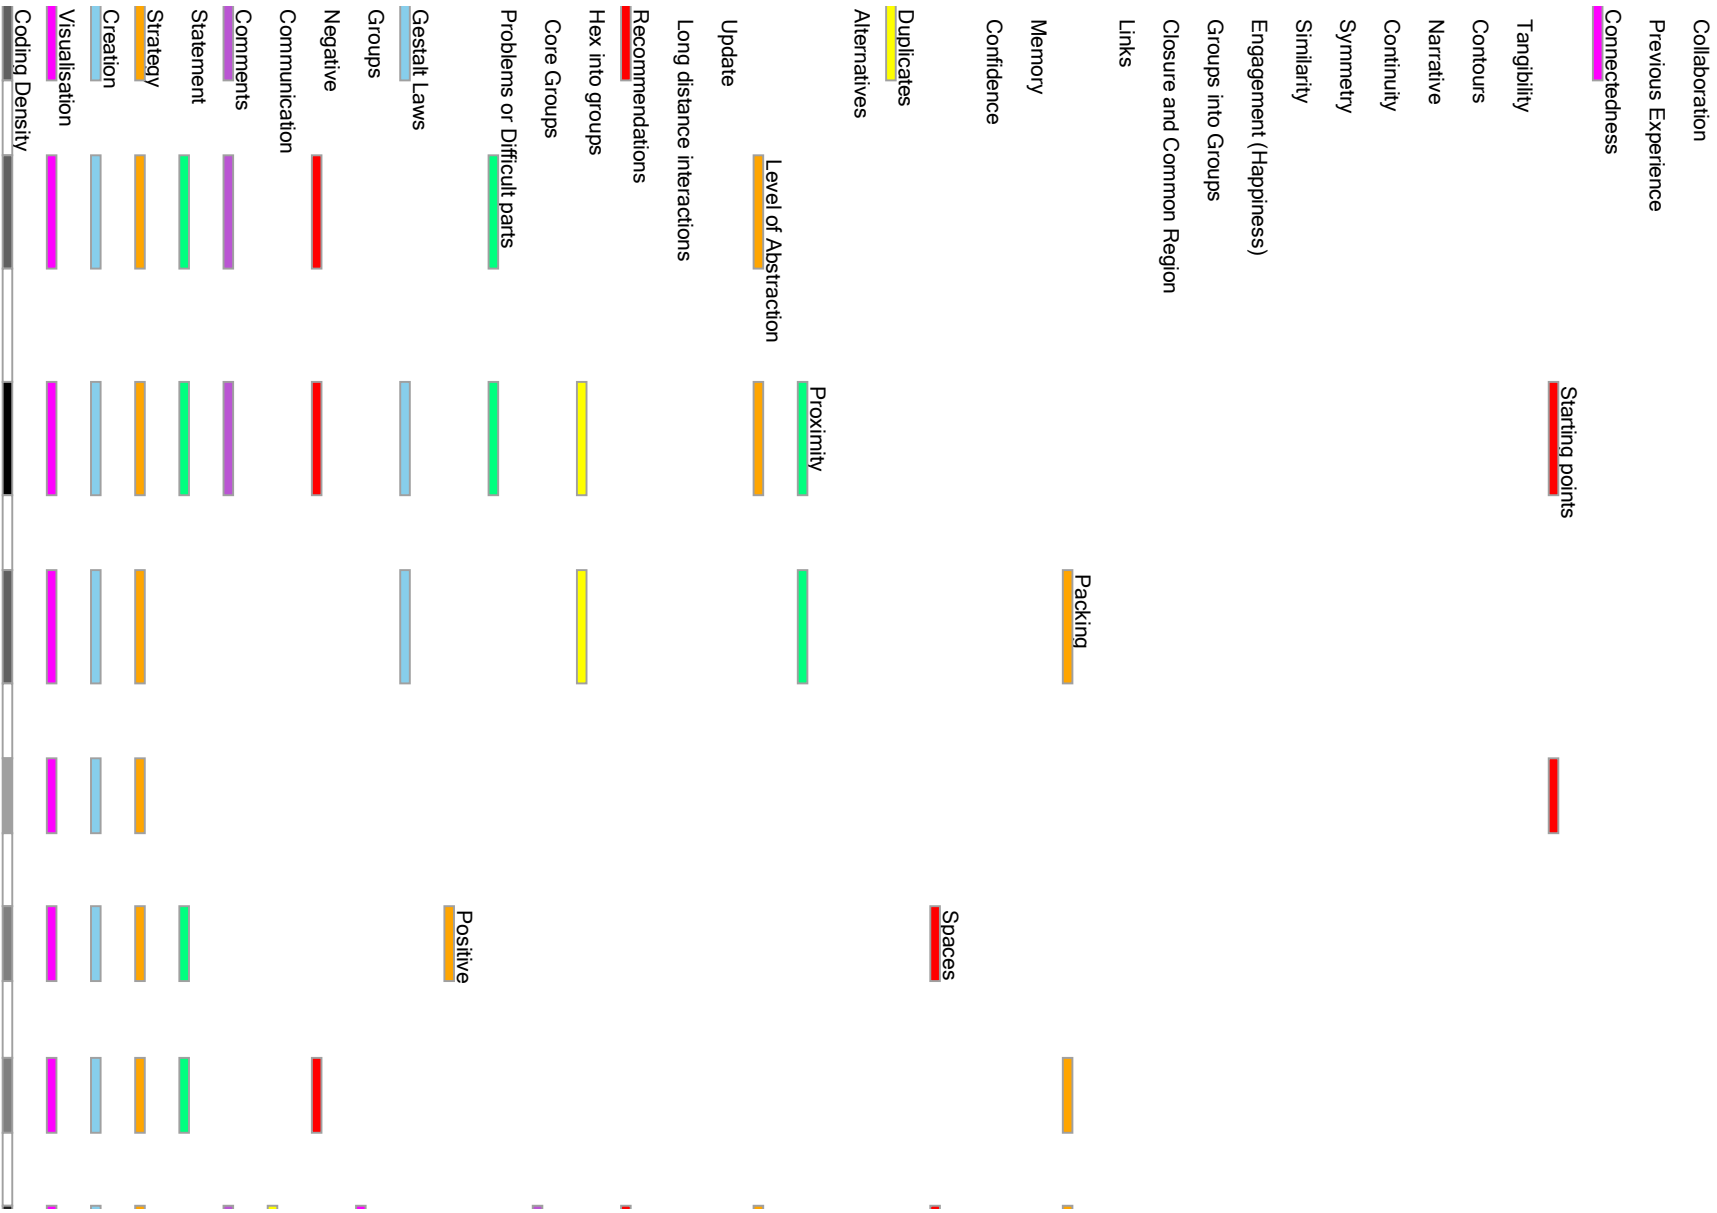 Collaboration
Previous Experience
Connectedness
Starting points
Tangibility
Contours
Narrative
Continuity
Symmetry
Similarity
Engagement (Happiness)
Groups into Groups
Closure and Common Region
Links
Packing
Memory
Confidence
Spaces
Duplicates
Alternatives
Proximity
Level of Abstraction
Update
Long distance interactions
Recommendations
Hex into groups
Core Groups
Problems or Difficult parts
Positive
Gestalt Laws
Groups
Negative
Communication
Comments
Statement
Strategy
Creation
Visualisation
Coding Density